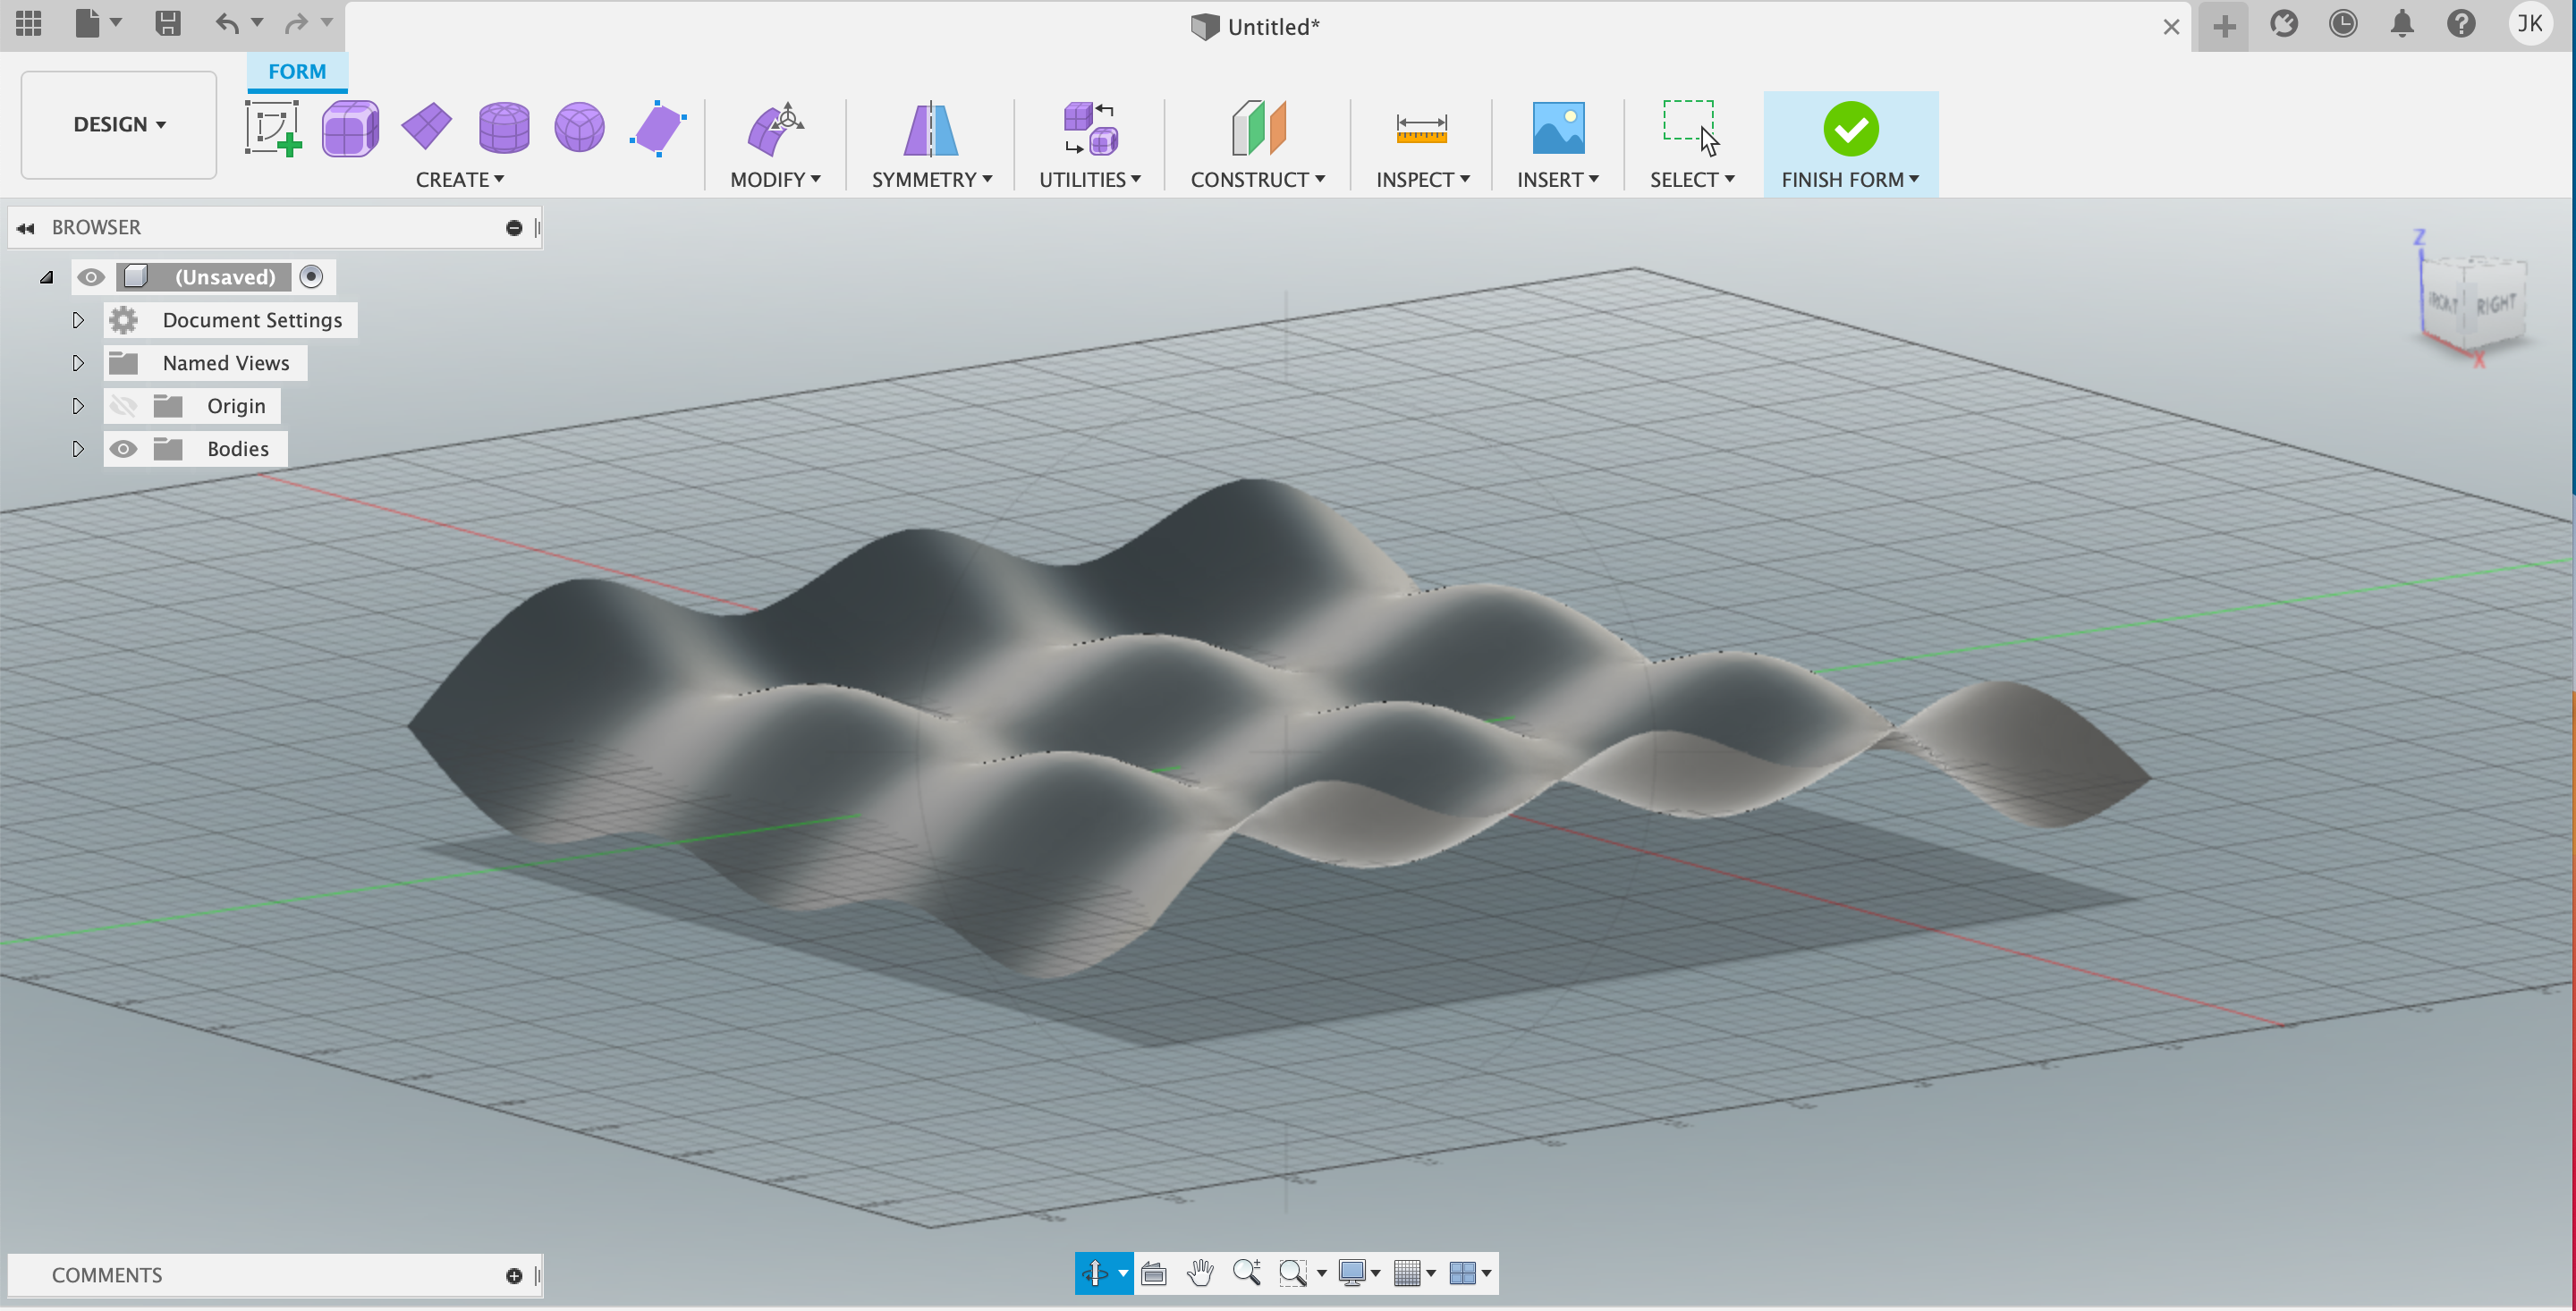 Untitled*
JK
FORM
DESIGN
CREATE
MODIFY
SYMMETRY
UTILITIES
CONSTRUCT
INSPECT
INSERT
SELECT
FINISH FORM
BROWSER
(Unsaved)
Document Settings
Named Views
Origin
Bodies
Z
FRONT
RIGHT
X
COMMENTS